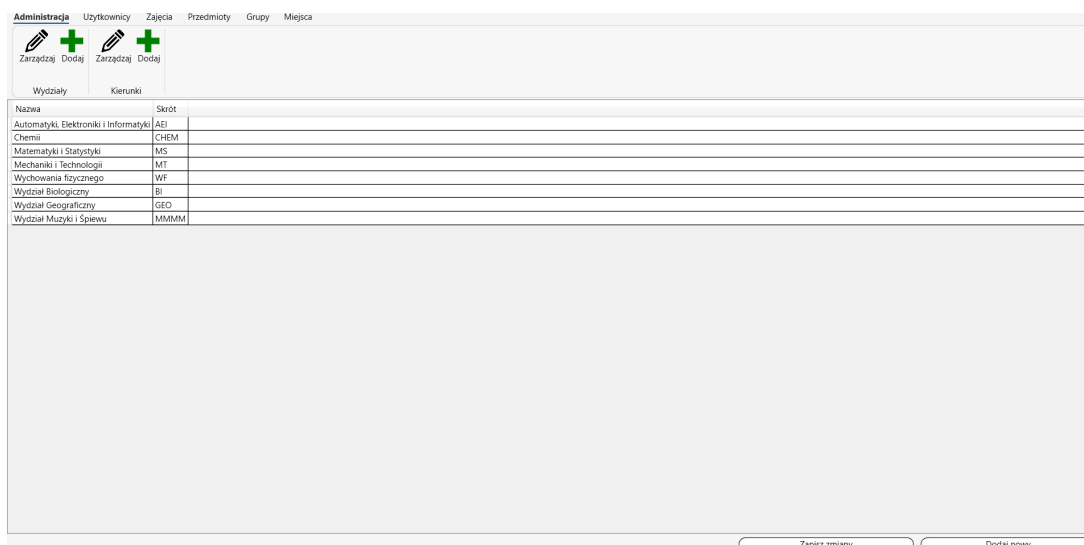 Administracja Użytkownicy Zajęcia Przedmioty Grupy Miejsca
Zarządzaj Dodaj Zarządzaj Dodaj
Wydziały Kierunki
Nazwa Skrót
Automatyki, Elektroniki i Informatyki AEI
Chemii CHEM
Matematyki i Statystyki MS
Mechaniki i Technologii MT
Wychowania fizycznego WF
Wydział Biologiczny BI
Wydział Geograficzny GEO
Wydział Muzyki i Śpiewu MMMM
Zapisz zmiany Dodaj nowy